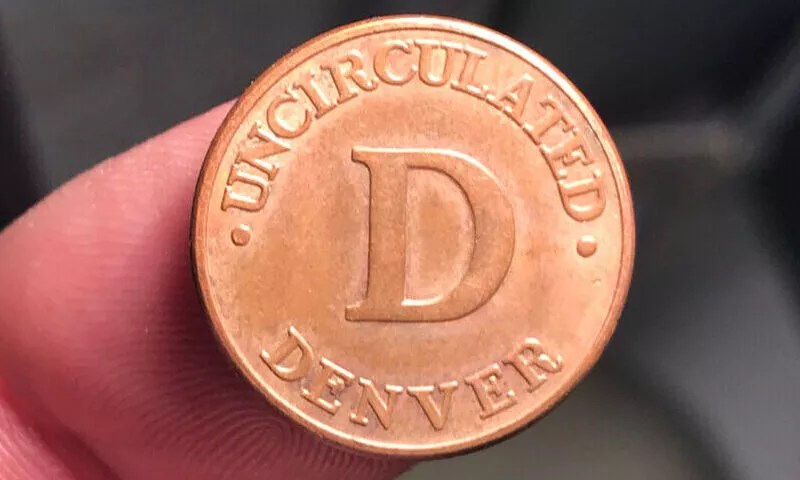 · UNCIRCULATED ·
D
DENVER